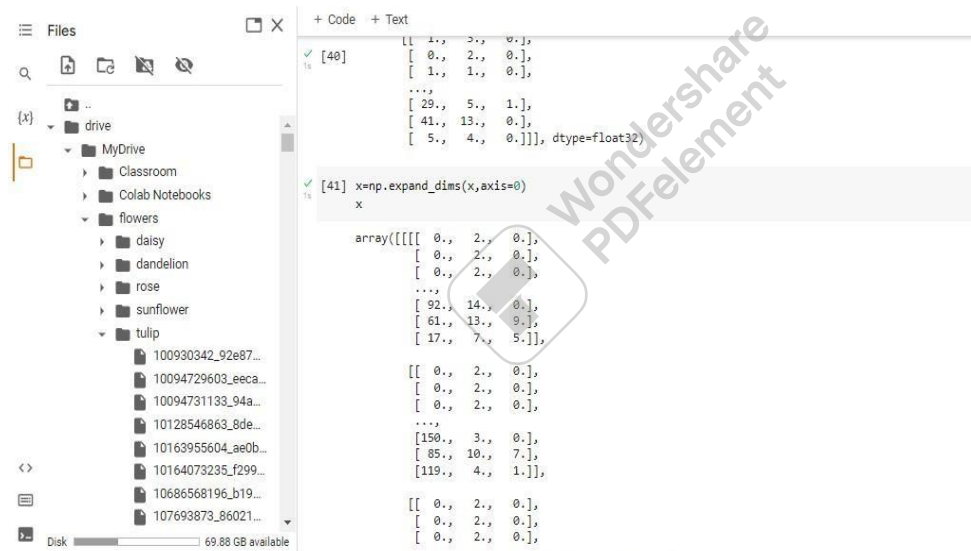 Files
..
drive
MyDrive
Classroom
Colab Notebooks
flowers
daisy
dandelion
rose
sunflower
tulip
100930342_92e87...
10094729603_eeca...
10094731133_94a...
10128546863_8de...
10163955604_ae0b...
10164073235_f299...
10686568196_b19...
107693873_86021...
Disk 69.88 GB available
{x}
<>
+ Code + Text
1s
[40]
[[ 1., 3., 0.],
[ 0., 2., 0.],
[ 1., 1., 0.],
...,
[ 29., 5., 1.],
[ 41., 13., 0.],
[ 5., 4., 0.]]], dtype=float32)
1s
[41] x=np.expand_dims(x,axis=0)
x
array([[[[ 0., 2., 0.],
[ 0., 2., 0.],
[ 0., 2., 0.],
...,
[ 92., 14., 0.],
[ 61., 13., 9.],
[ 17., 7., 5.]],
[[ 0., 2., 0.],
[ 0., 2., 0.],
[ 0., 2., 0.],
...,
[150., 3., 0.],
[ 85., 10., 7.],
[119., 4., 1.]],
[[ 0., 2., 0.],
[ 0., 2., 0.],
[ 0., 2., 0.],
Wondershare
PDFelement